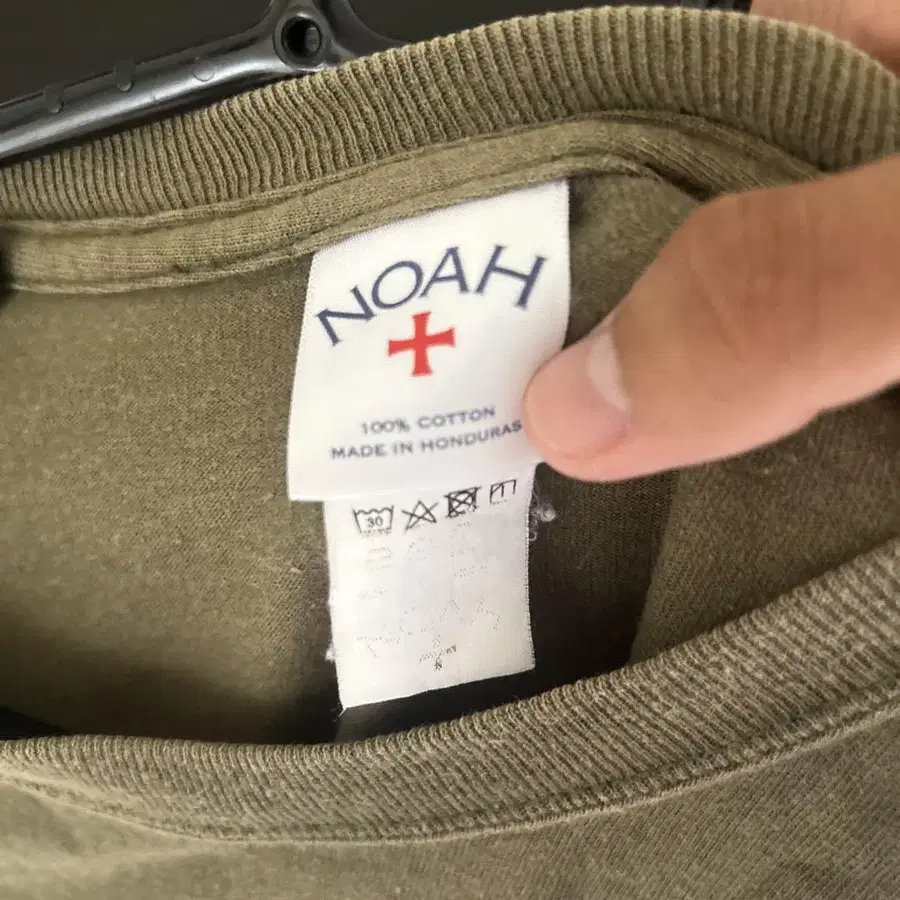 NOAH
100% COTTON
MADE IN HONDURAS
30